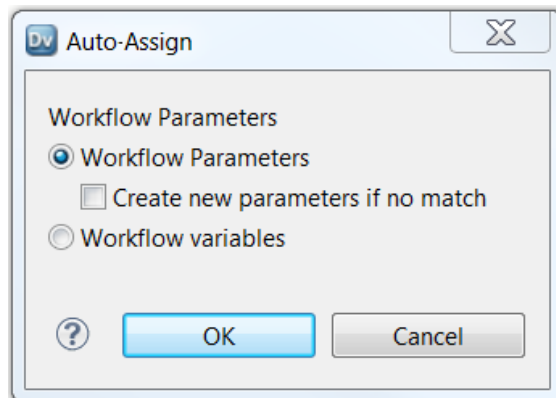 Dv Auto-Assign
Workflow Parameters
Workflow Parameters
Create new parameters if no match
Workflow variables
? OK Cancel